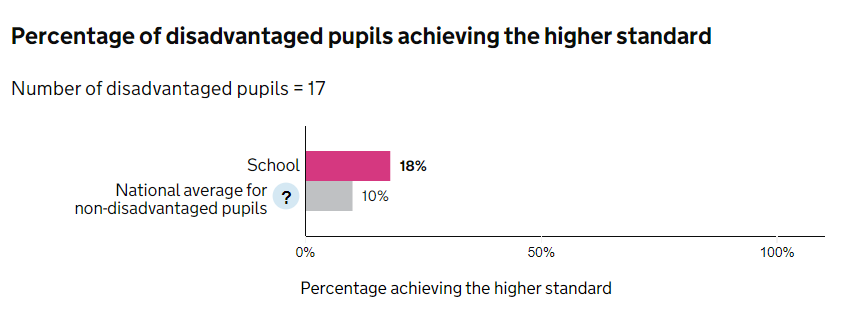 Percentage of disadvantaged pupils achieving the higher standard
Number of disadvantaged pupils = 17
School
18%
National average for
non-disadvantaged pupils
?
10%
0%
50%
100%
Percentage achieving the higher standard